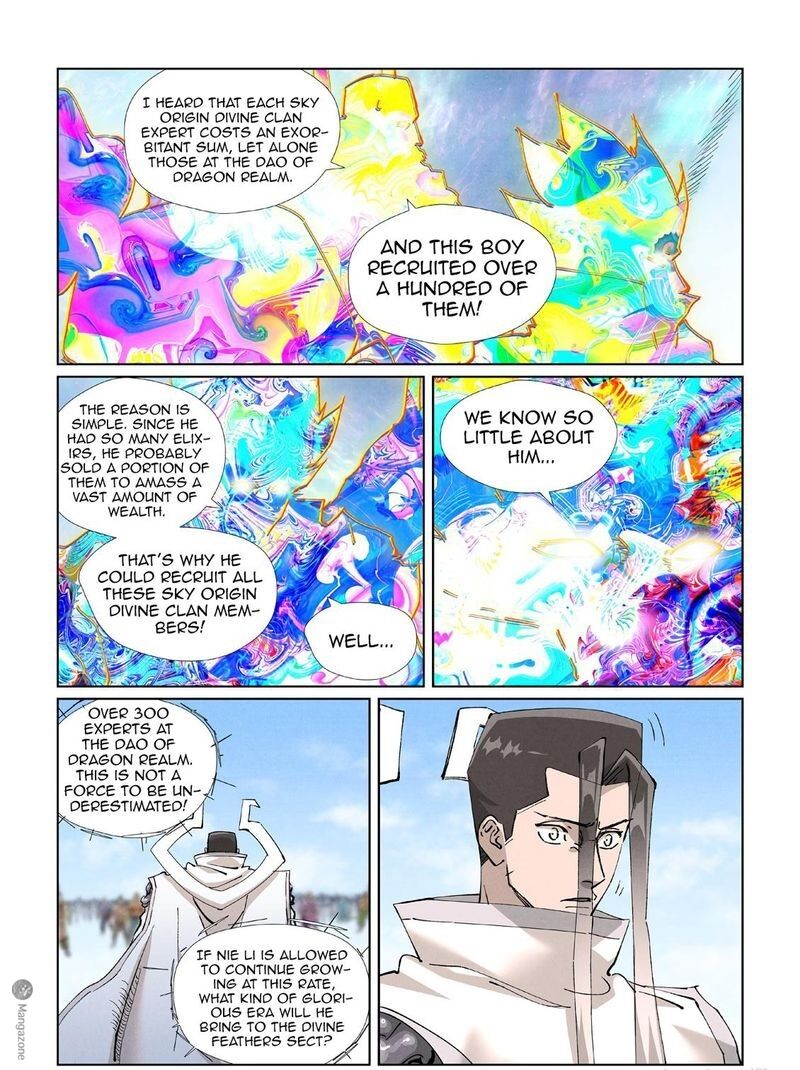 I HEARD THAT EACH SKY
ORIGIN DIVINE CLAN
EXPERT COSTS AN EXOR-
BITANT SUM, LET ALONE
THOSE AT THE DAO OF
DRAGON REALM.
AND THIS BOY
RECRUITED OVER
A HUNDRED OF
THEM!
THE REASON IS
SIMPLE. SINCE HE
HAD SO MANY ELIX-
IRS, HE PROBABLY
SOLD A PORTION OF
THEM TO AMASS A
VAST AMOUNT OF
WEALTH.
THAT'S WHY HE
COULD RECRUIT ALL
THESE SKY ORIGIN
DIVINE CLAN MEM-
BERS!
WELL...
WE KNOW SO
LITTLE ABOUT
HIM...
OVER 300
EXPERTS AT
THE DAO OF
DRAGON REALM.
THIS IS NOT A
FORCE TO BE UN-
DERESTIMATED!
IF NIE LI IS ALLOWED
TO CONTINUE GROW-
ING AT THIS RATE,
WHAT KIND OF GLORI-
OUS ERA WILL HE
BRING TO THE DIVINE
FEATHERS SECT?
Mangazone